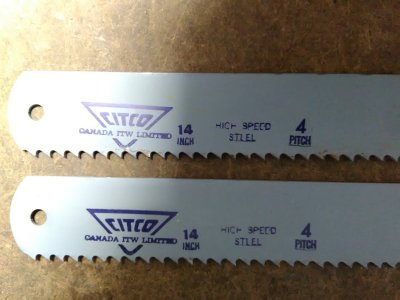 CITCO
CANADA ITW LIMITED
14
INCH
HIGH SPEED
STEEL
4
PITCH
CITCO
CANADA ITW LIMITED
14
INCH
HIGH SPEED
STEEL
4
PITCH